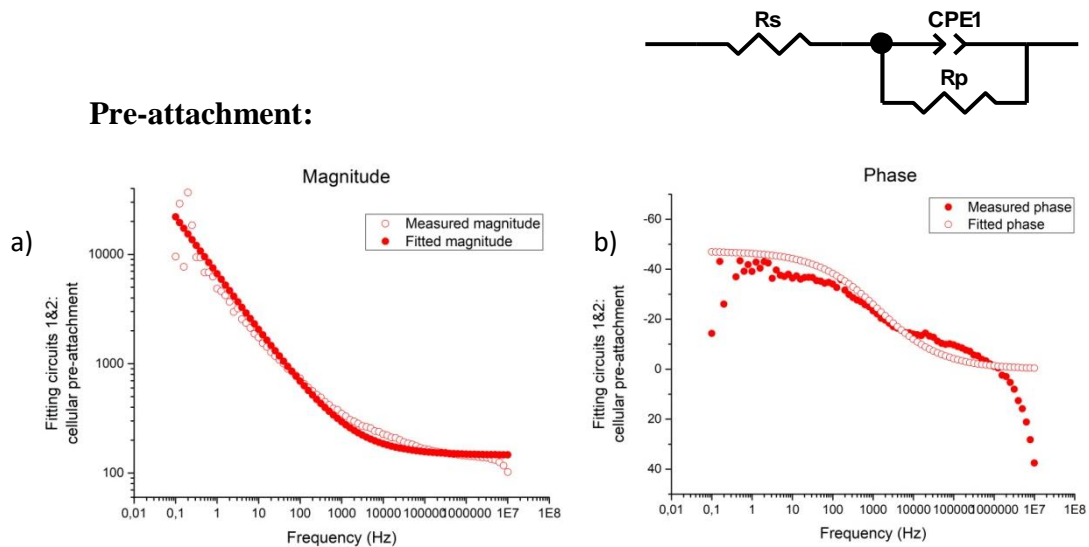 Rs
CPE1
Rp
Pre-attachment:
a)
Magnitude
Measured magnitude
Fitted magnitude
10000
1000
100
Fitting circuits 1&2:
cellular pre-attachment
0,01 0,1 1 10 100 1000 10000 100000 1000000 1E7 1E8
Frequency (Hz)
b)
Phase
Measured phase
Fitted phase
-60
-40
-20
0
20
40
Fitting circuits 1&2:
cellular pre-attachment
0,01 0,1 1 10 100 1000 10000 100000 1000000 1E7 1E8
Frequency (Hz)